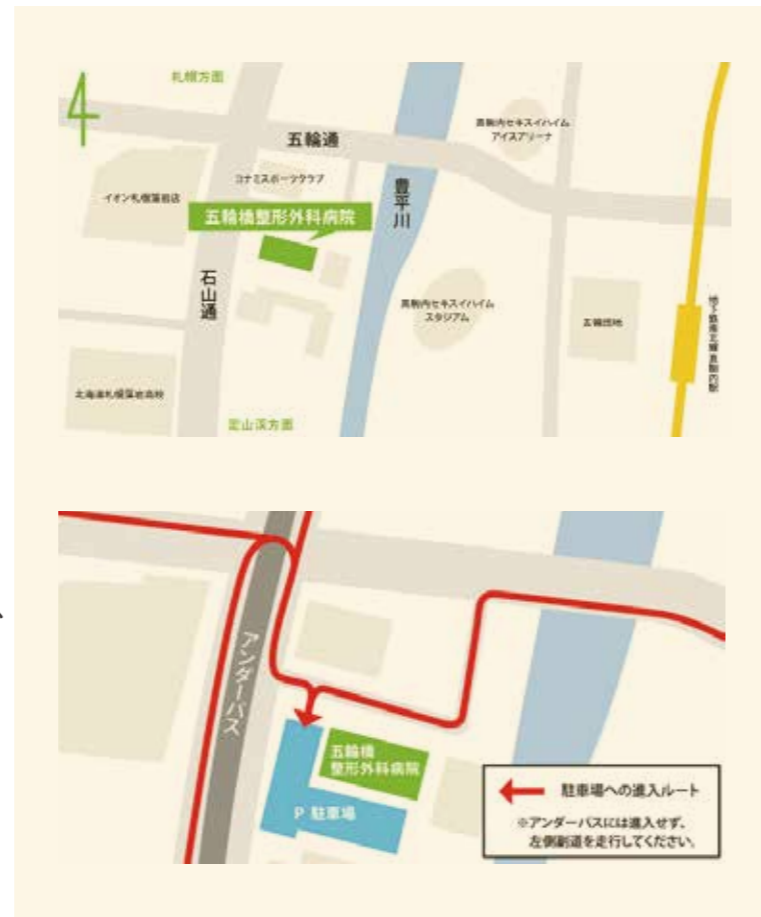 札幌方面
五輪通
真駒内セキスイハイム
アイスアリーナ
コナミスポーツクラブ
イオン札幌藻岩店
五輪橋整形外科病院
豊平川
石山通
真駒内セキスイハイム
スタジアム
五輪団地
地下鉄南北線真駒内駅
北海道札幌藻岩高校
定山渓方面
アンダーパス
五輪橋
整形外科病院
P 駐車場
駐車場への進入ルート
※アンダーパスには進入せず、
左側副道を走行してください。